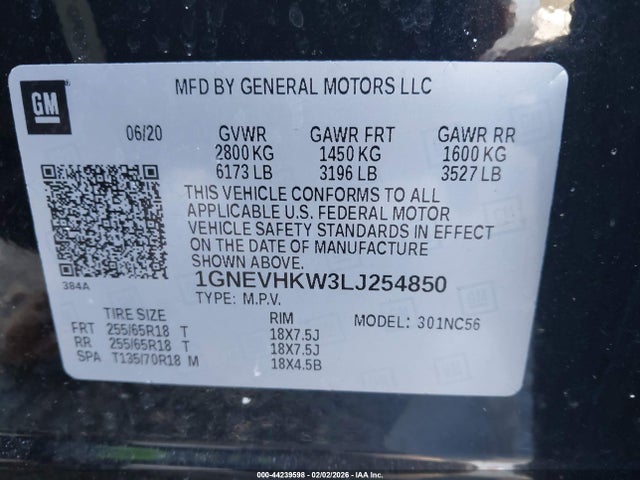 GM
MFD BY GENERAL MOTORS LLC
06/20 GVWR GAWR FRT GAWR RR
2800 KG 1450 KG 1600 KG
6173 LB 3196 LB 3527 LB
THIS VEHICLE CONFORMS TO ALL
APPLICABLE U.S. FEDERAL MOTOR
VEHICLE SAFETY STANDARDS IN EFFECT
ON THE DATE OF MANUFACTURE
SHOWN ABOVE.
384A
1GNEVHKW3LJ254850
TYPE: M.P.V.
TIRE SIZE RIM MODEL: 301NC56
FRT 255/65R18 T 18X7.5J
RR 255/65R18 T 18X7.5J
SPA T135/70R18 M 18X4.5B
000-44239598 - 02/02/2026 - IAA Inc.